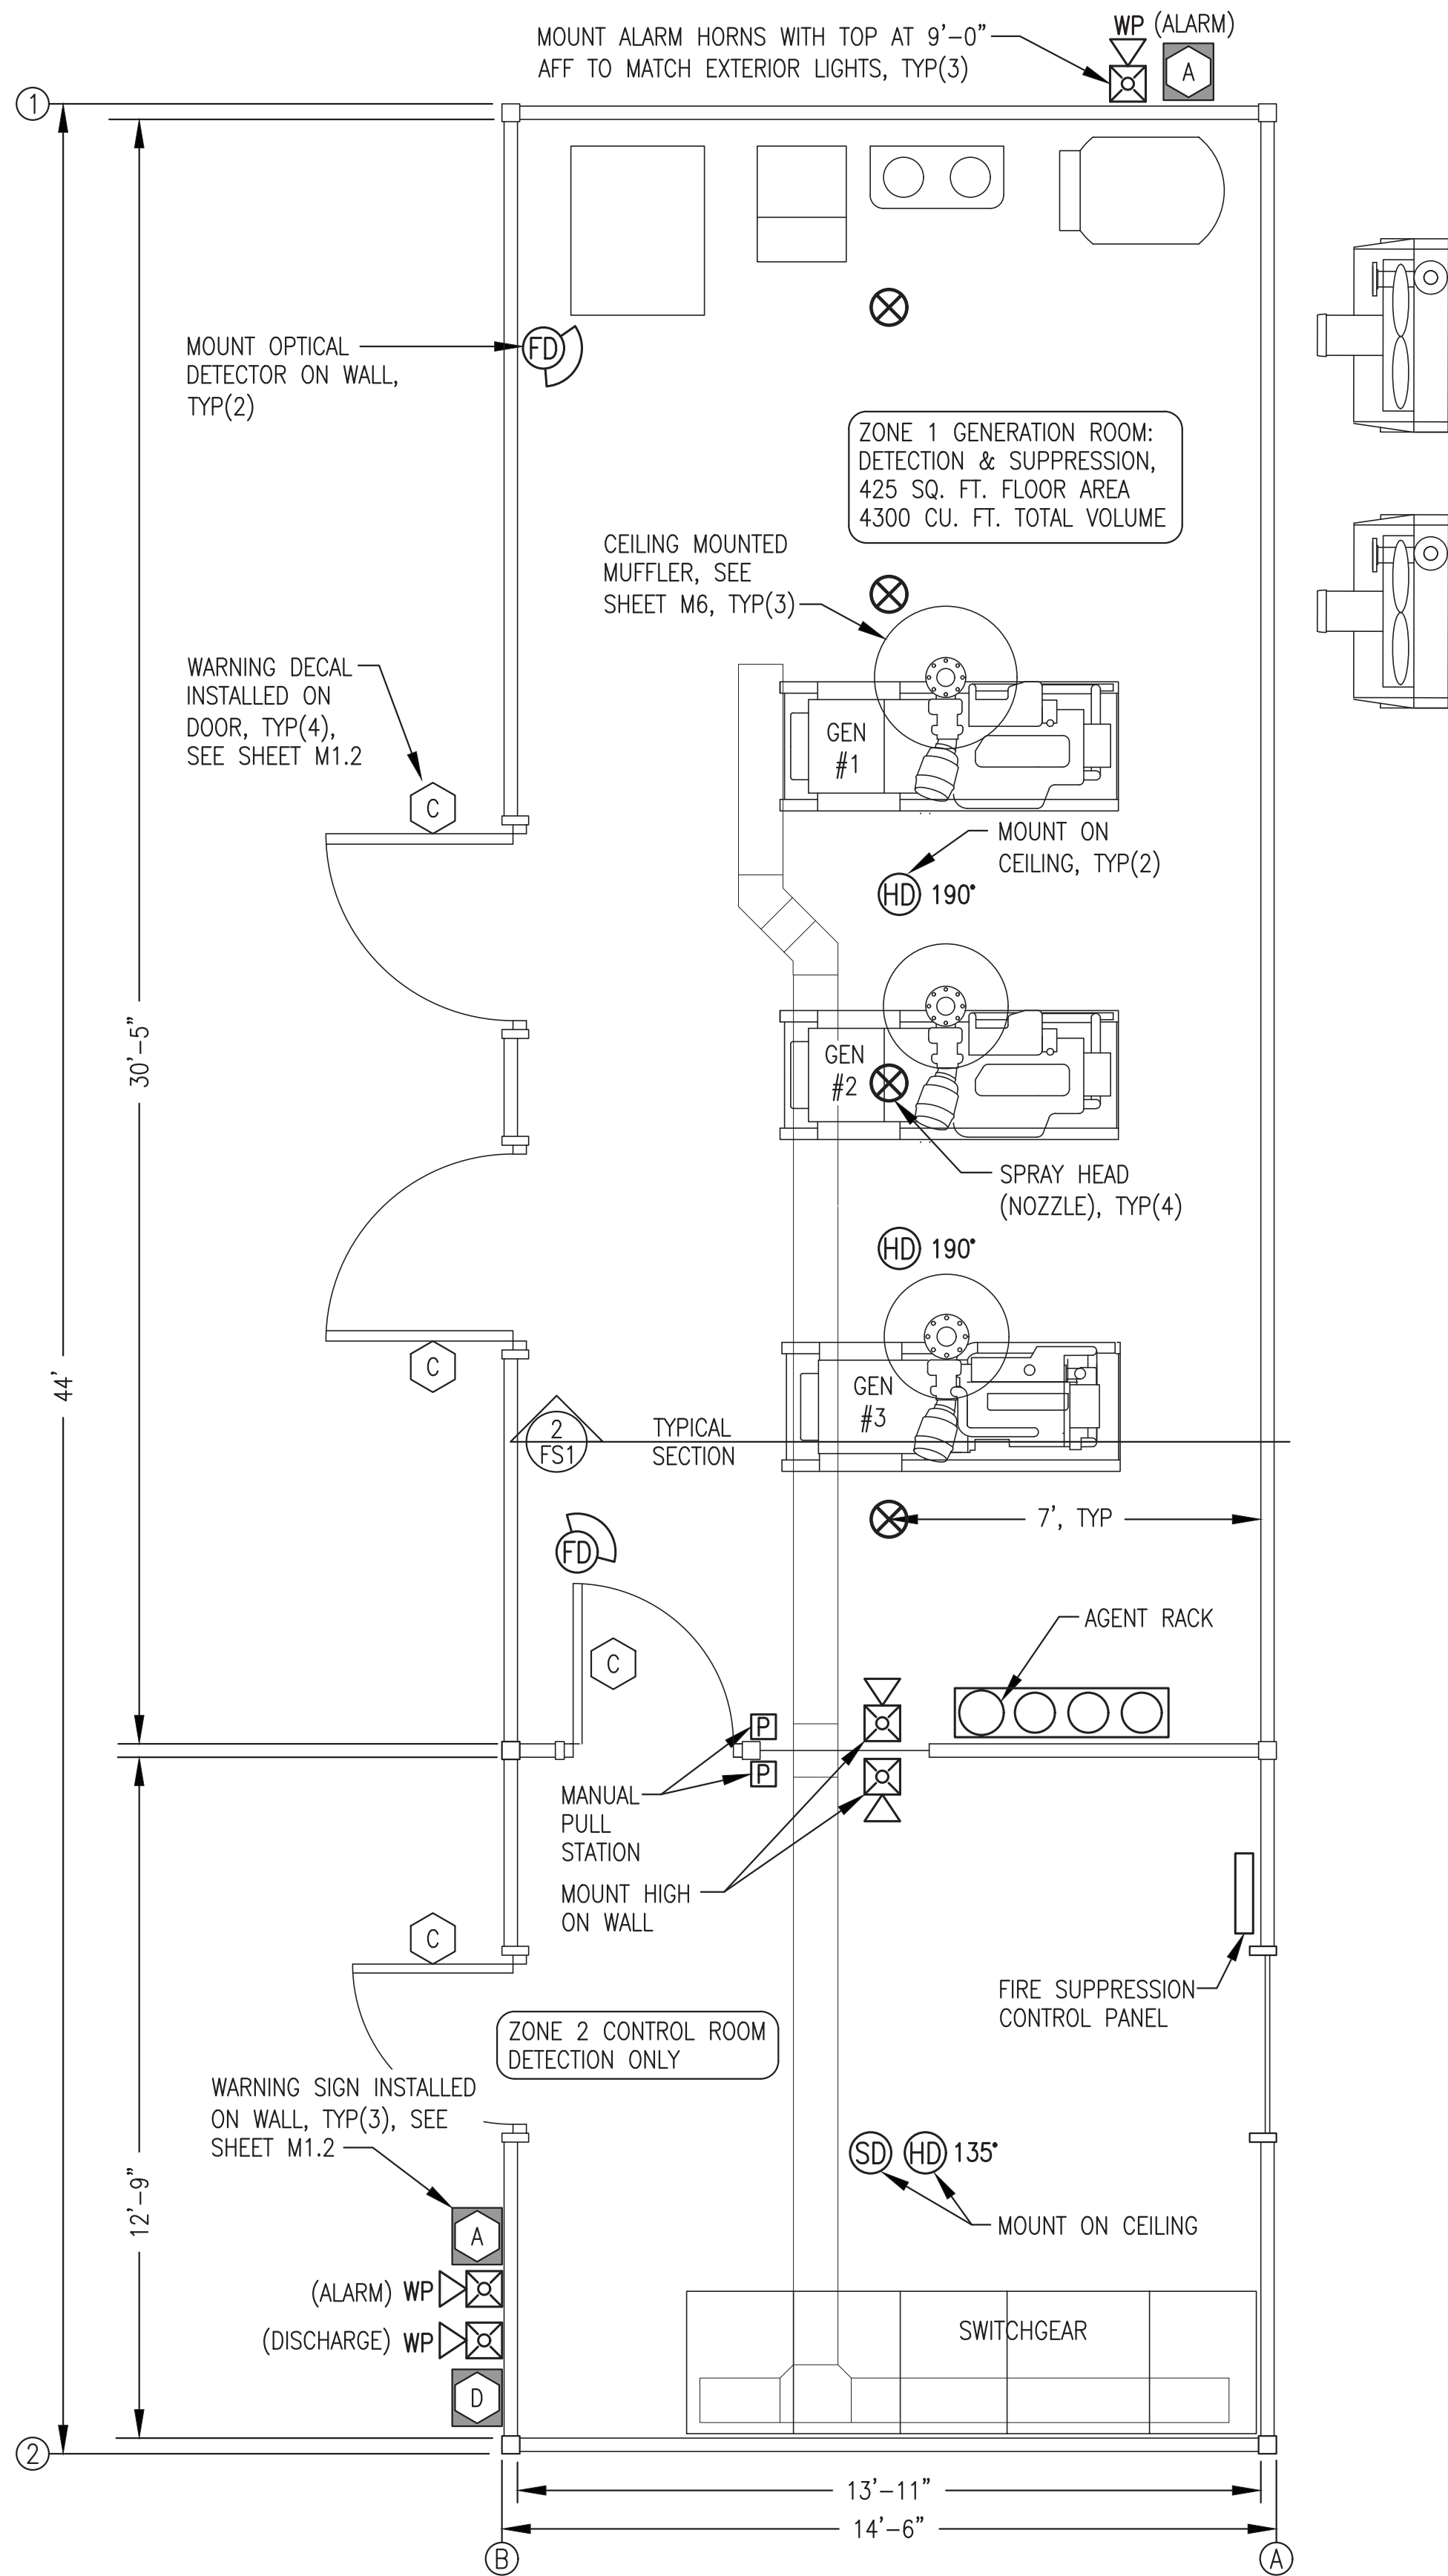 MOUNT ALARM HORNS WITH TOP AT 9'-0"
AFF TO MATCH EXTERIOR LIGHTS, TYP(3)
WP (ALARM)
A
1
MOUNT OPTICAL
DETECTOR ON WALL,
TYP(2)
FD
ZONE 1 GENERATION ROOM:
DETECTION & SUPPRESSION,
425 SQ. FT. FLOOR AREA
4300 CU. FT. TOTAL VOLUME
CEILING MOUNTED
MUFFLER, SEE
SHEET M6, TYP(3)
WARNING DECAL
INSTALLED ON
DOOR, TYP(4),
SEE SHEET M1.2
C
GEN
#1
MOUNT ON
CEILING, TYP(2)
HD 190°
30'-5"
GEN
#2
SPRAY HEAD
(NOZZLE), TYP(4)
HD 190°
C
44'
GEN
#3
2
FS1
TYPICAL
SECTION
7', TYP
FD
AGENT RACK
C
P
P
MANUAL
PULL
STATION
MOUNT HIGH
ON WALL
C
FIRE SUPPRESSION
CONTROL PANEL
ZONE 2 CONTROL ROOM
DETECTION ONLY
WARNING SIGN INSTALLED
ON WALL, TYP(3), SEE
SHEET M1.2
12'-9"
SD HD 135°
MOUNT ON CEILING
A
(ALARM) WP
(DISCHARGE) WP
D
SWITCHGEAR
2
13'-11"
14'-6"
B
A